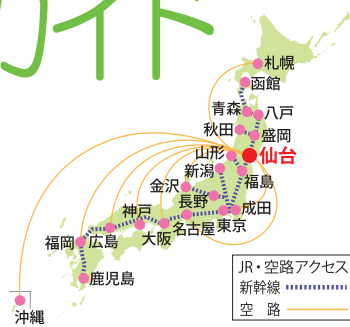 ガイド
札幌
函館
青森
八戸
秋田
盛岡
山形
仙台
新潟
福島
金沢
長野
神戸
成田
福岡
広島
大阪
名古屋
東京
鹿児島
沖縄
JR・空路アクセス
新幹線
空 路